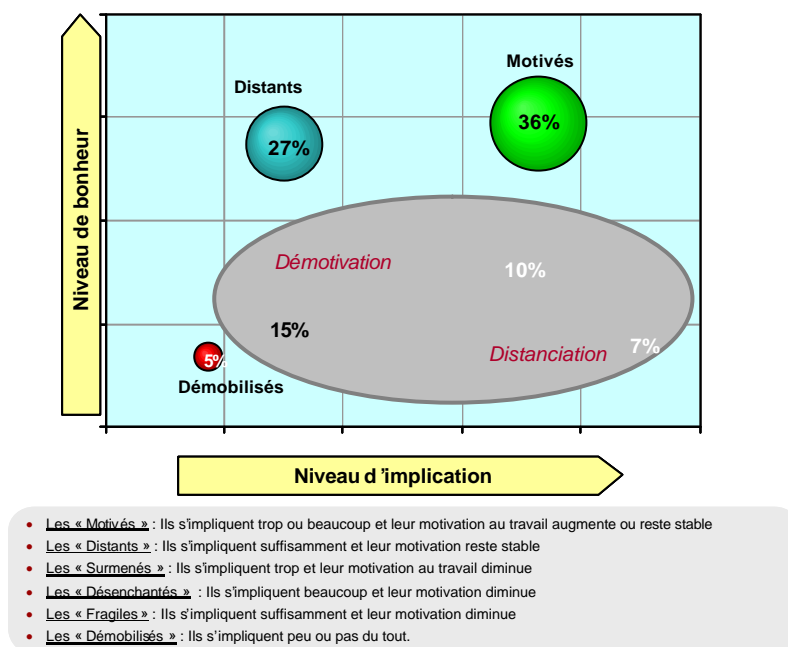 Niveau de bonheur
Motivés
Distants
36%
27%
Démotivation
10%
15%
7%
Distanciation
5%
Démobilisés
Niveau d'implication
• Les « Motivés » : Ils s'impliquent trop ou beaucoup et leur motivation au travail augmente ou reste stable
• Les « Distants » : Ils s'impliquent suffisamment et leur motivation reste stable
• Les « Surmenés » : Ils s'impliquent trop et leur motivation au travail diminue
• Les « Désenchantés » : Ils s'impliquent beaucoup et leur motivation diminue
• Les « Fragiles » : Ils s'impliquent suffisamment et leur motivation diminue
• Les « Démobilisés » : Ils s'impliquent peu ou pas du tout.